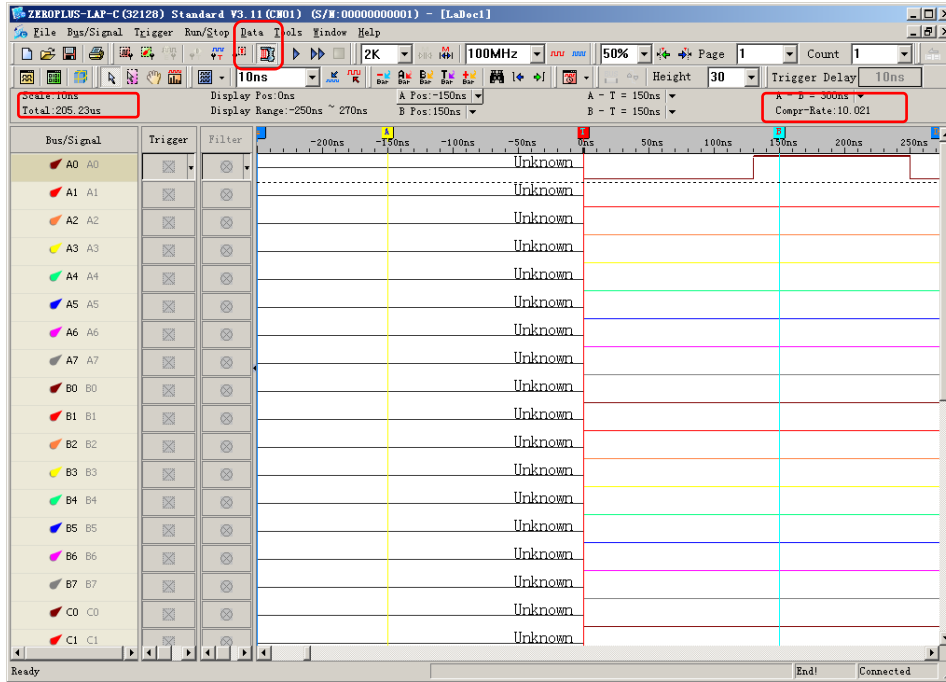 ZEROPLUS-LAP-C(32128) Standard V3.11(CN01) (S/N:00000000001) - [LaDoc1]
File Bus/Signal Trigger Run/Stop Data Tools Window Help
2K 100MHz 50% Page 1 Count 1
10ns Bar Bar Bar Bar Height 30 Trigger Delay 10ns
Scale:10ns Display Pos:0ns A Pos:-150ns A - T = 150ns A - B = 300ns
Total:205.23us Display Range:-250ns ~ 270ns B Pos:150ns B - T = 150ns Compr-Rate:10.021
Bus/Signal Trigger Filter
A T B
-200ns -150ns -100ns -50ns 0ns 50ns 100ns 150ns 200ns 250ns
A0 A0 Unknown
A1 A1 Unknown
A2 A2 Unknown
A3 A3 Unknown
A4 A4 Unknown
A5 A5 Unknown
A6 A6 Unknown
A7 A7 Unknown
B0 B0 Unknown
B1 B1 Unknown
B2 B2 Unknown
B3 B3 Unknown
B4 B4 Unknown
B5 B5 Unknown
B6 B6 Unknown
B7 B7 Unknown
C0 C0 Unknown
C1 C1 Unknown
Ready End! Connected